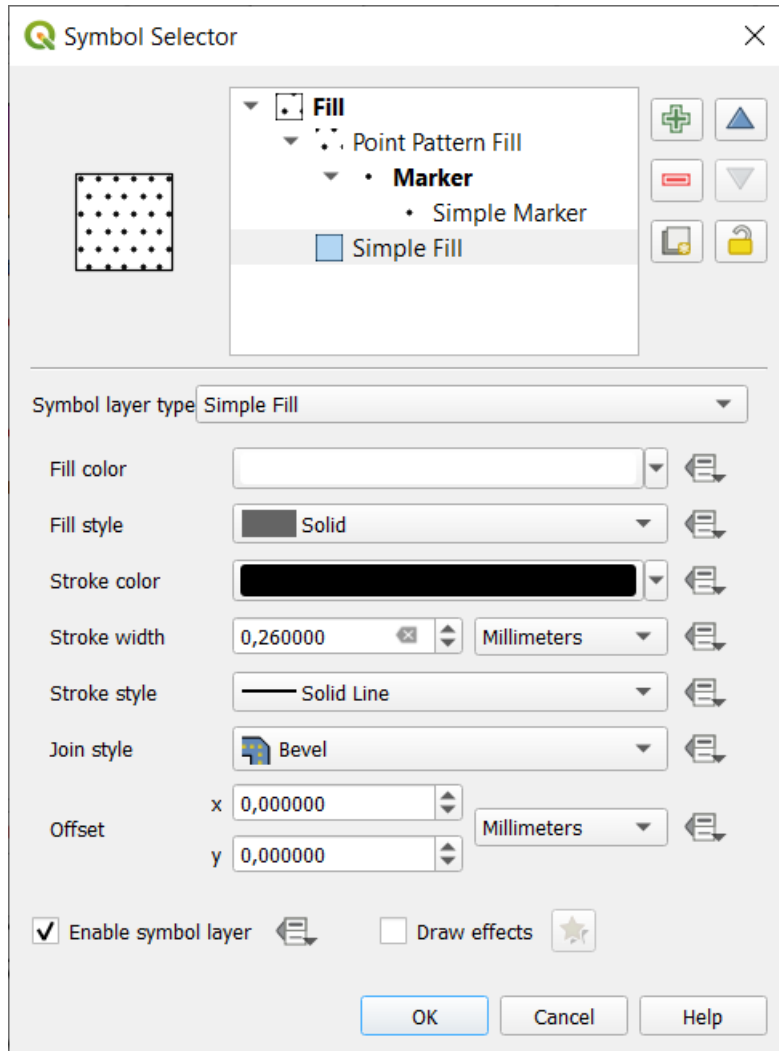 Symbol Selector
Fill
Point Pattern Fill
Marker
Simple Marker
Simple Fill
Symbol layer type Simple Fill
Fill color
Fill style Solid
Stroke color
Stroke width 0,260000 Millimeters
Stroke style Solid Line
Join style Bevel
x 0,000000
Offset Millimeters
y 0,000000
Enable symbol layer Draw effects
OK Cancel Help